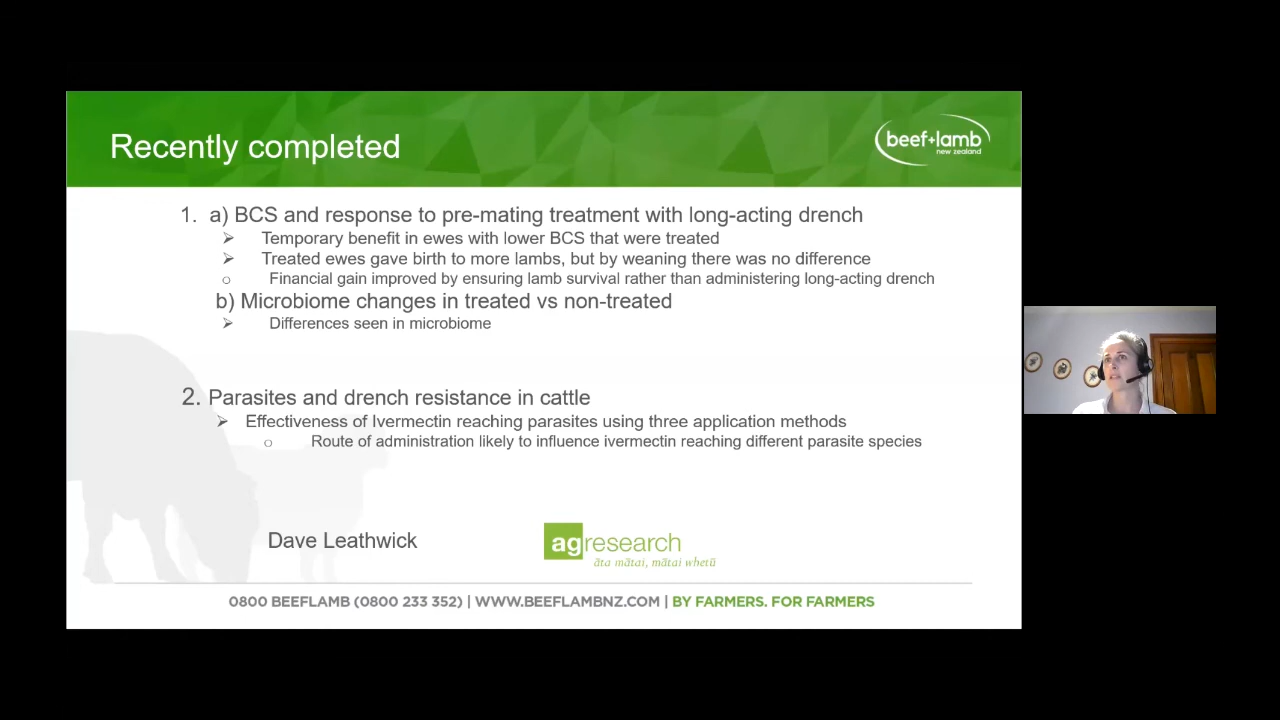 Recently completed
beef+lamb
new zealand
1. a) BCS and response to pre-mating treatment with long-acting drench
➢ Temporary benefit in ewes with lower BCS that were treated
➢ Treated ewes gave birth to more lambs, but by weaning there was no difference
o Financial gain improved by ensuring lamb survival rather than administering long-acting drench
b) Microbiome changes in treated vs non-treated
➢ Differences seen in microbiome
2. Parasites and drench resistance in cattle
➢ Effectiveness of Ivermectin reaching parasites using three application methods
o Route of administration likely to influence ivermectin reaching different parasite species
Dave Leathwick
agresearch
āta mātai, mātai whetū
0800 BEEFLAMB (0800 233 352) | WWW.BEEFLAMBNZ.COM | BY FARMERS. FOR FARMERS